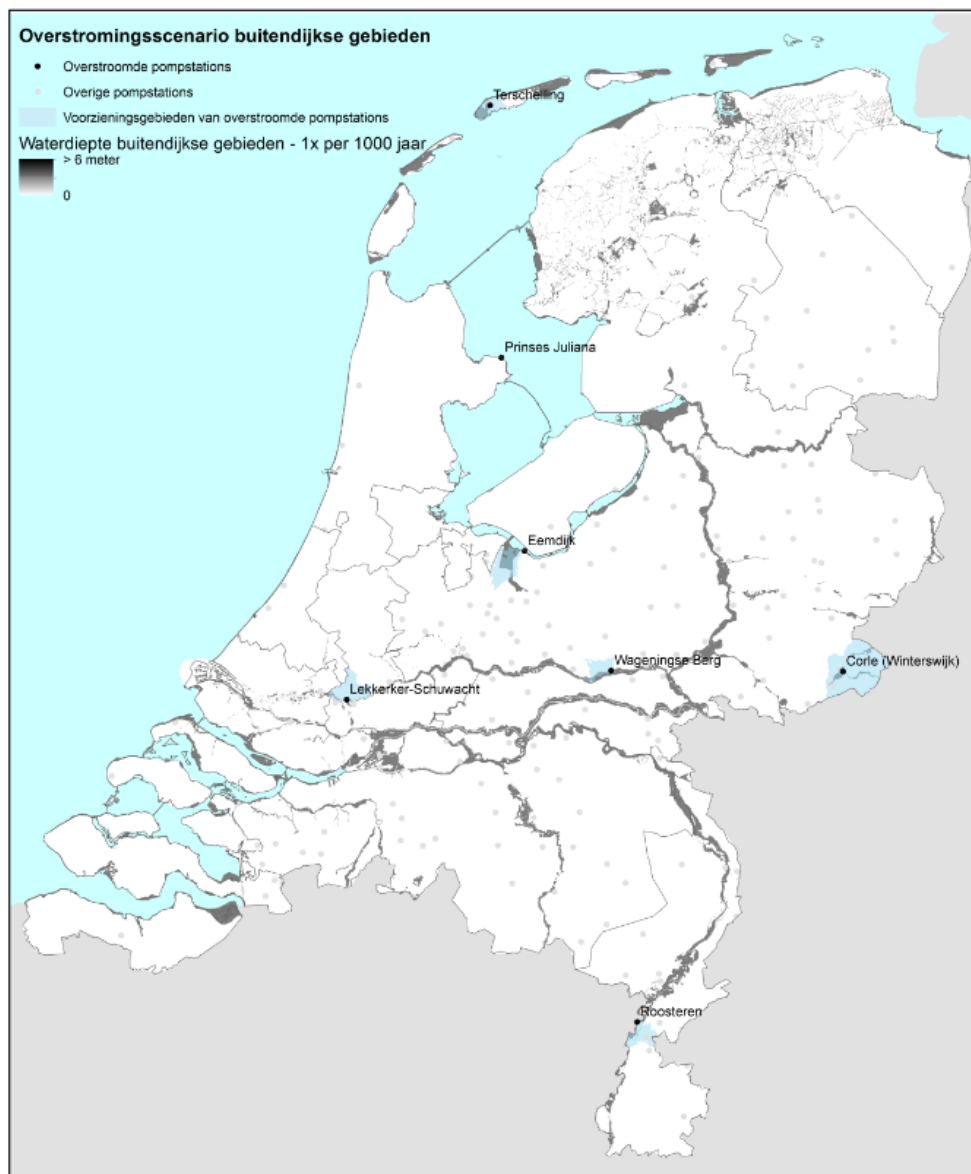 Overstromingsscenario buitendijkse gebieden
Overstroomde pompstations
Overige pompstations
Voorzieningsgebieden van overstroomde pompstations
Waterdiepte buitendijkse gebieden - 1x per 1000 jaar
> 6 meter
0
Terschelling
Prinses Juliana
Eemdijk
Wageningse Berg
Corle (Winterswijk)
Lekkerker-Schuwacht
Roosteren